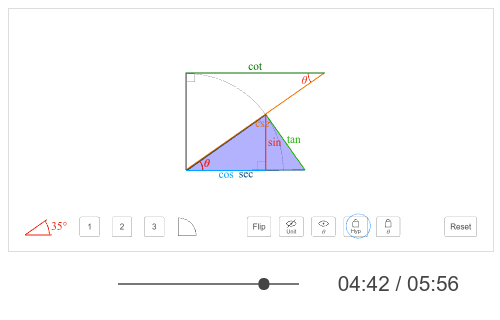 cot
θ
csc
sin
tan
θ
cos sec
35°
1
2
3
Flip
Unit
θ
Hyp
θ
Reset
04:42 / 05:56